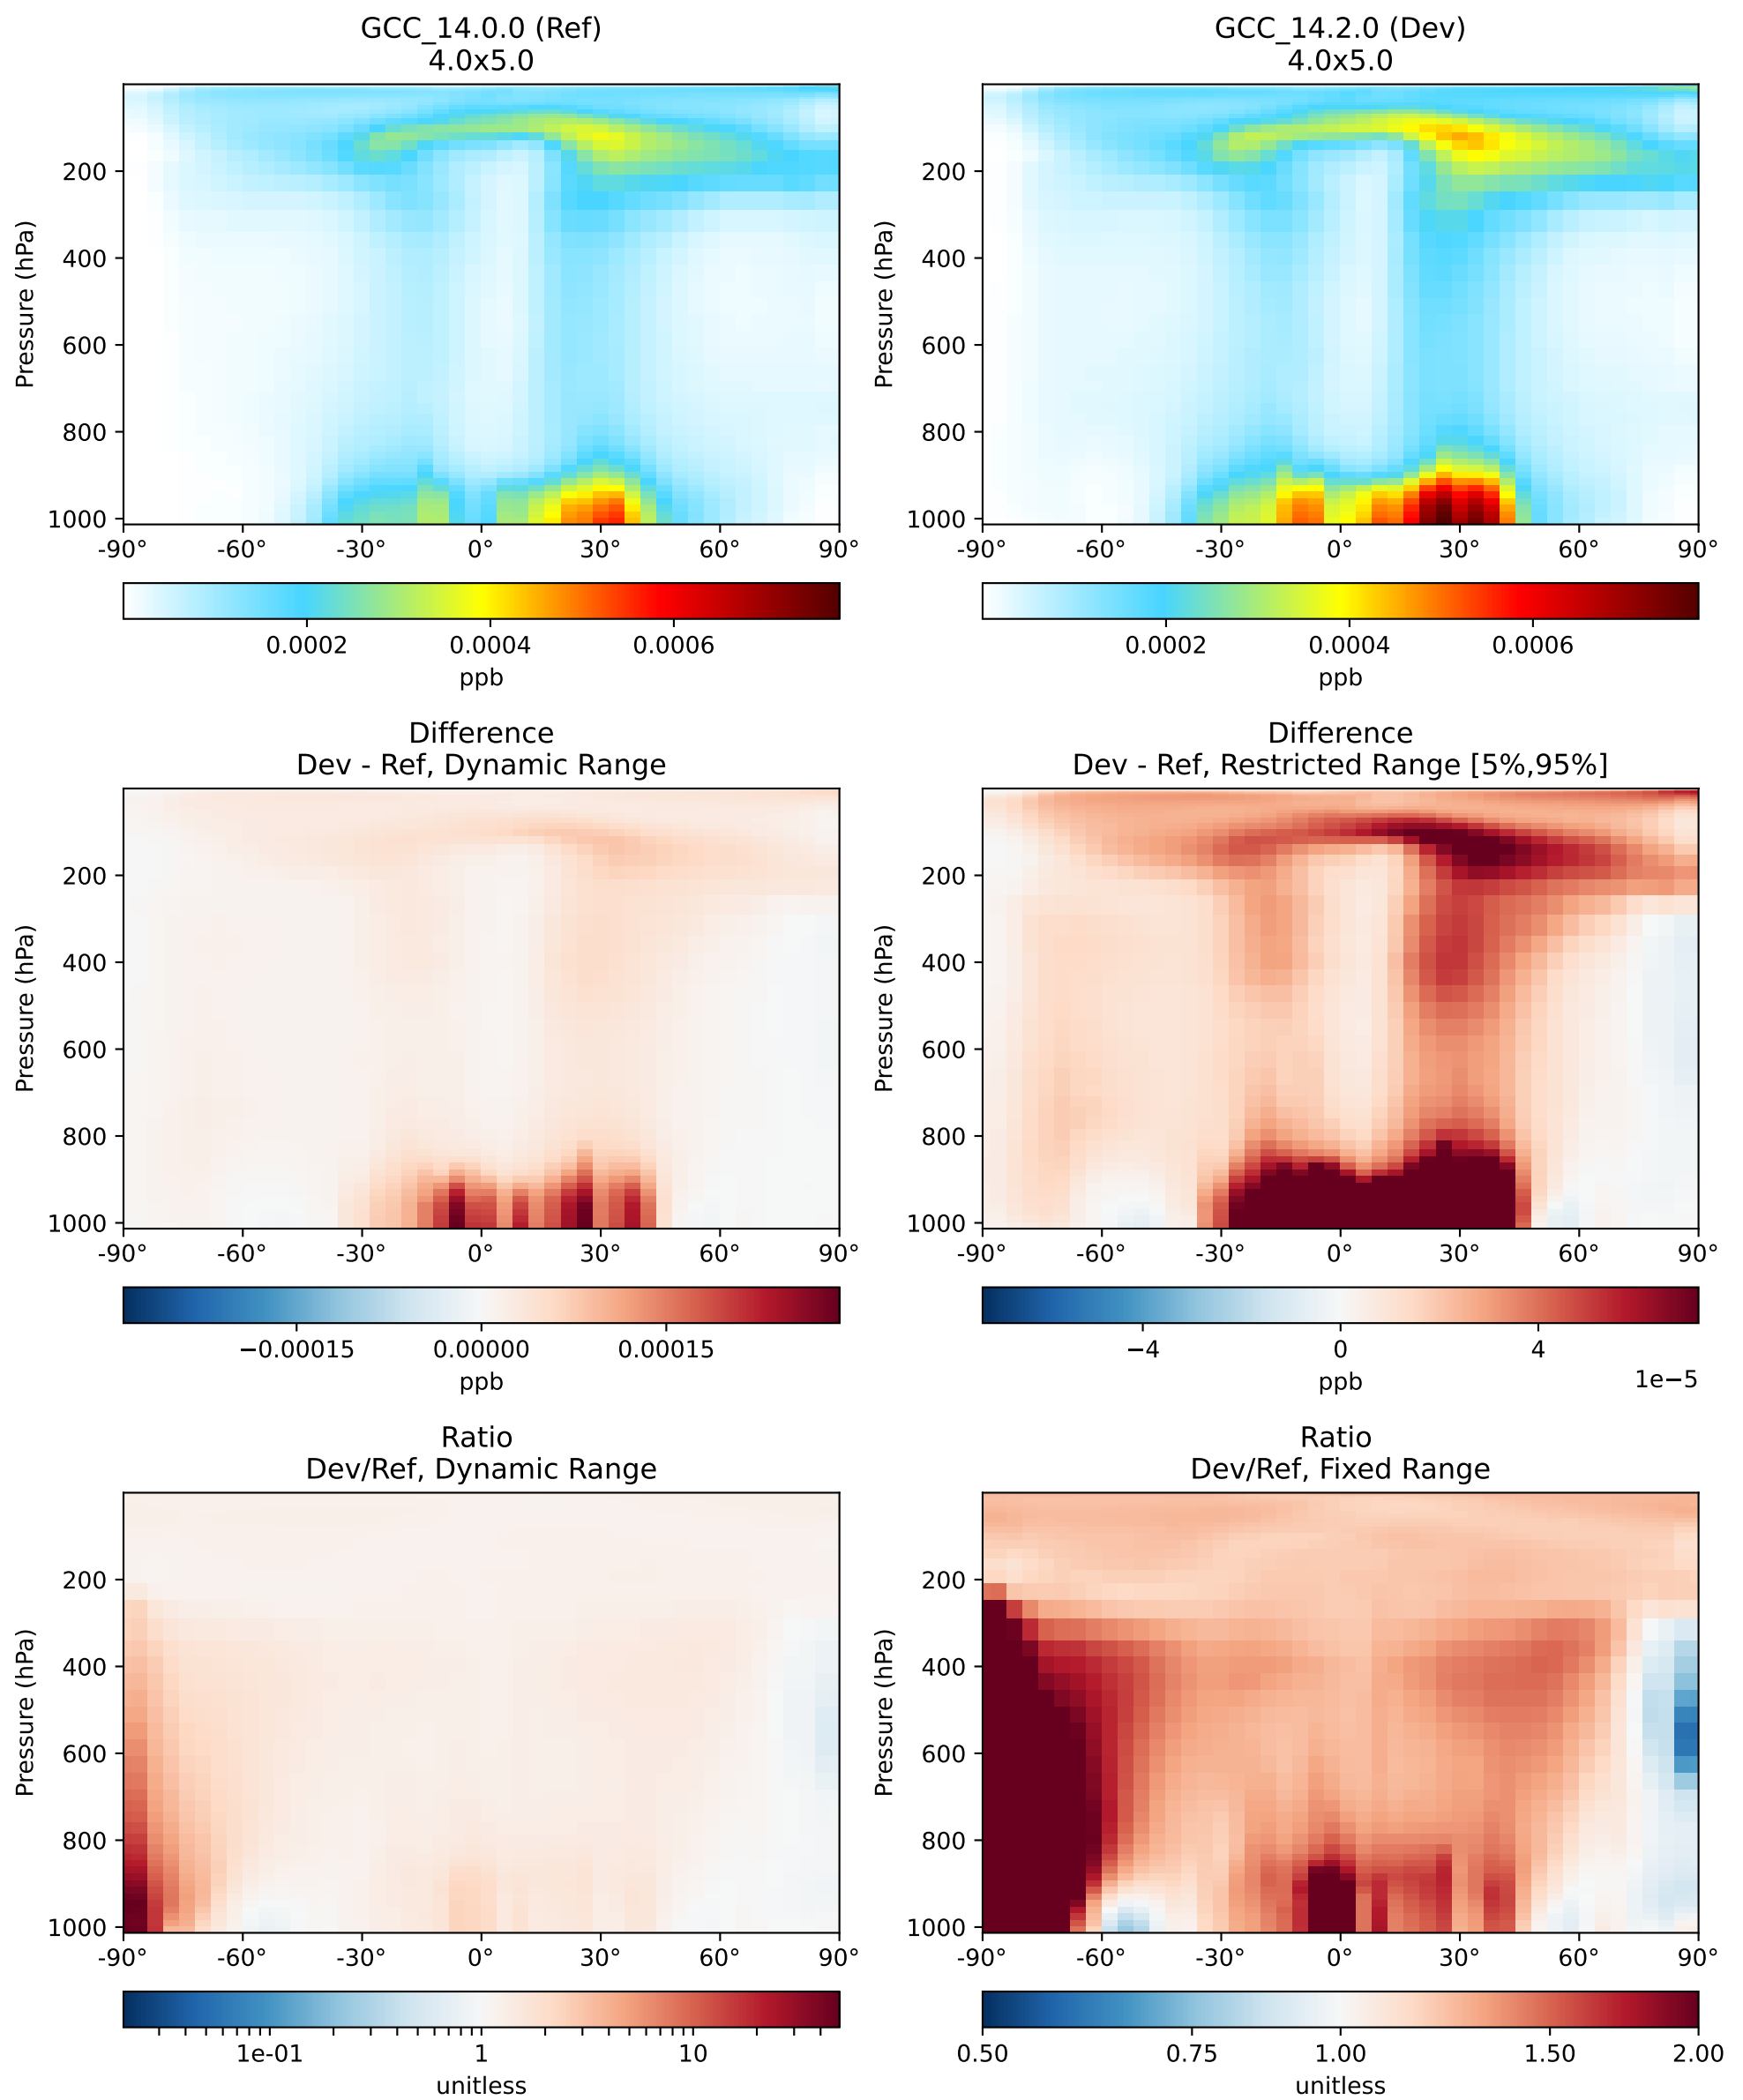 GCC_14.0.0 (Ref)
4.0x5.0
Pressure (hPa)
200
400
600
800
1000
-90° -60° -30° 0° 30° 60° 90°
0.0002 0.0004 0.0006
ppb
GCC_14.2.0 (Dev)
4.0x5.0
Pressure (hPa)
200
400
600
800
1000
-90° -60° -30° 0° 30° 60° 90°
0.0002 0.0004 0.0006
ppb
Difference
Dev - Ref, Dynamic Range
Pressure (hPa)
200
400
600
800
1000
-90° -60° -30° 0° 30° 60° 90°
−0.00015 0.00000 0.00015
ppb
Difference
Dev - Ref, Restricted Range [5%,95%]
Pressure (hPa)
200
400
600
800
1000
-90° -60° -30° 0° 30° 60° 90°
−4 0 4
ppb
1e−5
Ratio
Dev/Ref, Dynamic Range
Pressure (hPa)
200
400
600
800
1000
-90° -60° -30° 0° 30° 60° 90°
1e-01 1 10
unitless
Ratio
Dev/Ref, Fixed Range
Pressure (hPa)
200
400
600
800
1000
-90° -60° -30° 0° 30° 60° 90°
0.50 0.75 1.00 1.50 2.00
unitless